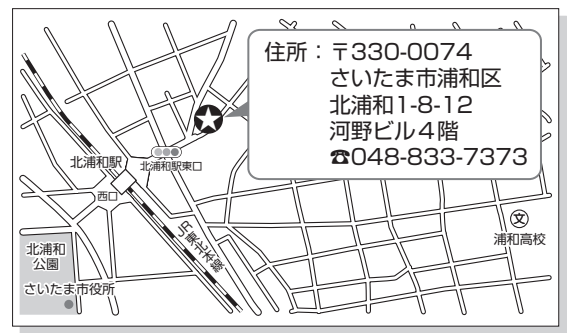 住所：〒330-0074
さいたま市浦和区
北浦和1-8-12
河野ビル4階
☎048-833-7373
北浦和駅
北浦和駅東口
西口
JR東北本線
文
浦和高校
北浦和
公園
さいたま市役所